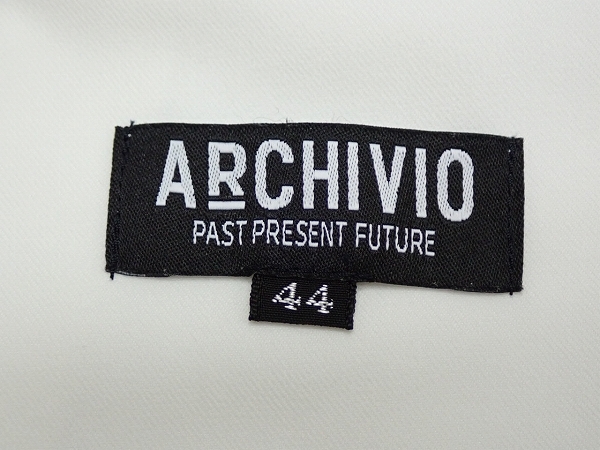 ARCHIVIO
PAST PRESENT FUTURE
44